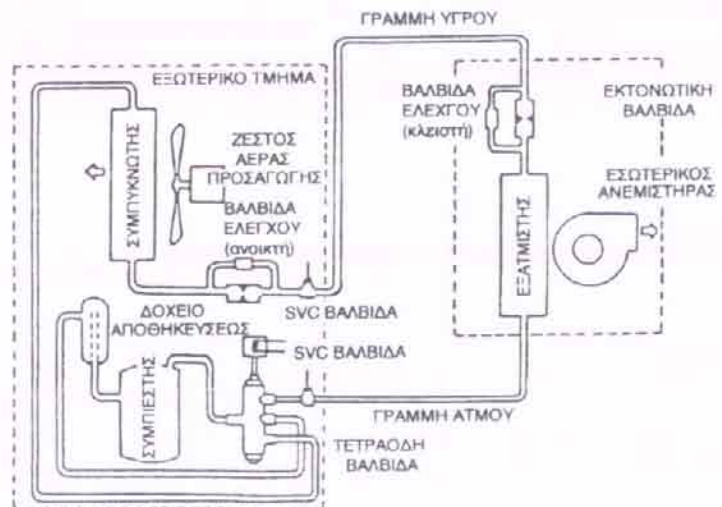 ΓΡΑΜΜΗ ΥΓΡΟΥ
ΕΞΩΤΕΡΙΚΟ ΤΜΗΜΑ
ΒΑΛΒΙΔΑ
ΕΛΕΧΓΟΥ
(κλειστή)
ΕΚΤΟΝΩΤΙΚΗ
ΒΑΛΒΙΔΑ
ΣΥΜΠΥΚΝΩΤΗΣ
ΖΕΣΤΟΣ
ΑΕΡΑΣ
ΠΡΟΣΑΓΩΓΗΣ
ΒΑΛΒΙΔΑ
ΕΛΕΓΧΟΥ
(ανοικτή)
ΕΣΩΤΕΡΙΚΟΣ
ΑΝΕΜΙΣΤΗΡΑΣ
ΕΞΑΤΜΙΣΤΗΣ
ΔΟΧΕΙΟ
ΑΠΟΘΗΚΕΥΣΕΩΣ
SVC ΒΑΛΒΙΔΑ
SVC ΒΑΛΒΙΔΑ
ΣΥΜΠΙΕΣΤΗΣ
ΓΡΑΜΜΗ ΑΤΜΟΥ
ΤΕΤΡΑΟΔΗ
ΒΑΛΒΙΔΑ